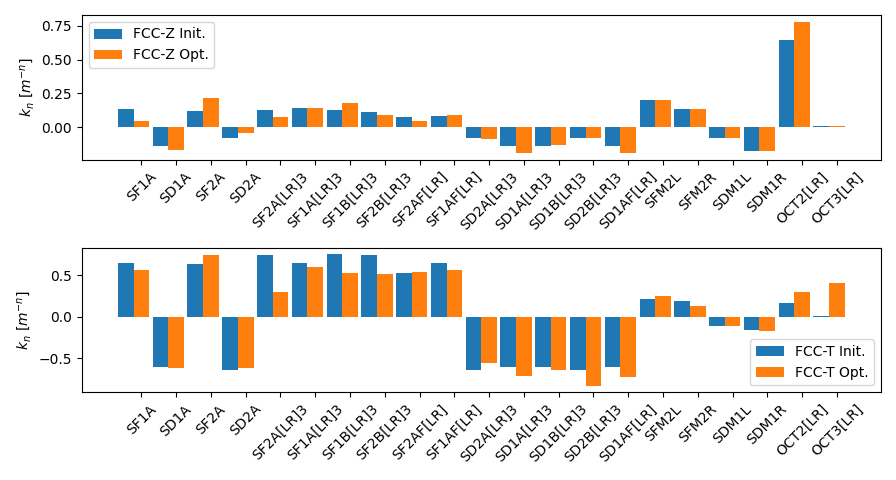 0.75
0.50
0.25
0.00
k_n [m^{-n}]
FCC-Z Init.
FCC-Z Opt.
SF1A
SD1A
SF2A
SD2A
SF2A[LR]3
SF1A[LR]3
SF1B[LR]3
SF2B[LR]3
SF2AF[LR]
SF1AF[LR]
SD2A[LR]3
SD1A[LR]3
SD1B[LR]3
SD2B[LR]3
SD1AF[LR]
SFM2L
SFM2R
SDM1L
SDM1R
OCT2[LR]
OCT3[LR]
0.5
0.0
−0.5
k_n [m^{-n}]
FCC-T Init.
FCC-T Opt.
SF1A
SD1A
SF2A
SD2A
SF2A[LR]3
SF1A[LR]3
SF1B[LR]3
SF2B[LR]3
SF2AF[LR]
SF1AF[LR]
SD2A[LR]3
SD1A[LR]3
SD1B[LR]3
SD2B[LR]3
SD1AF[LR]
SFM2L
SFM2R
SDM1L
SDM1R
OCT2[LR]
OCT3[LR]